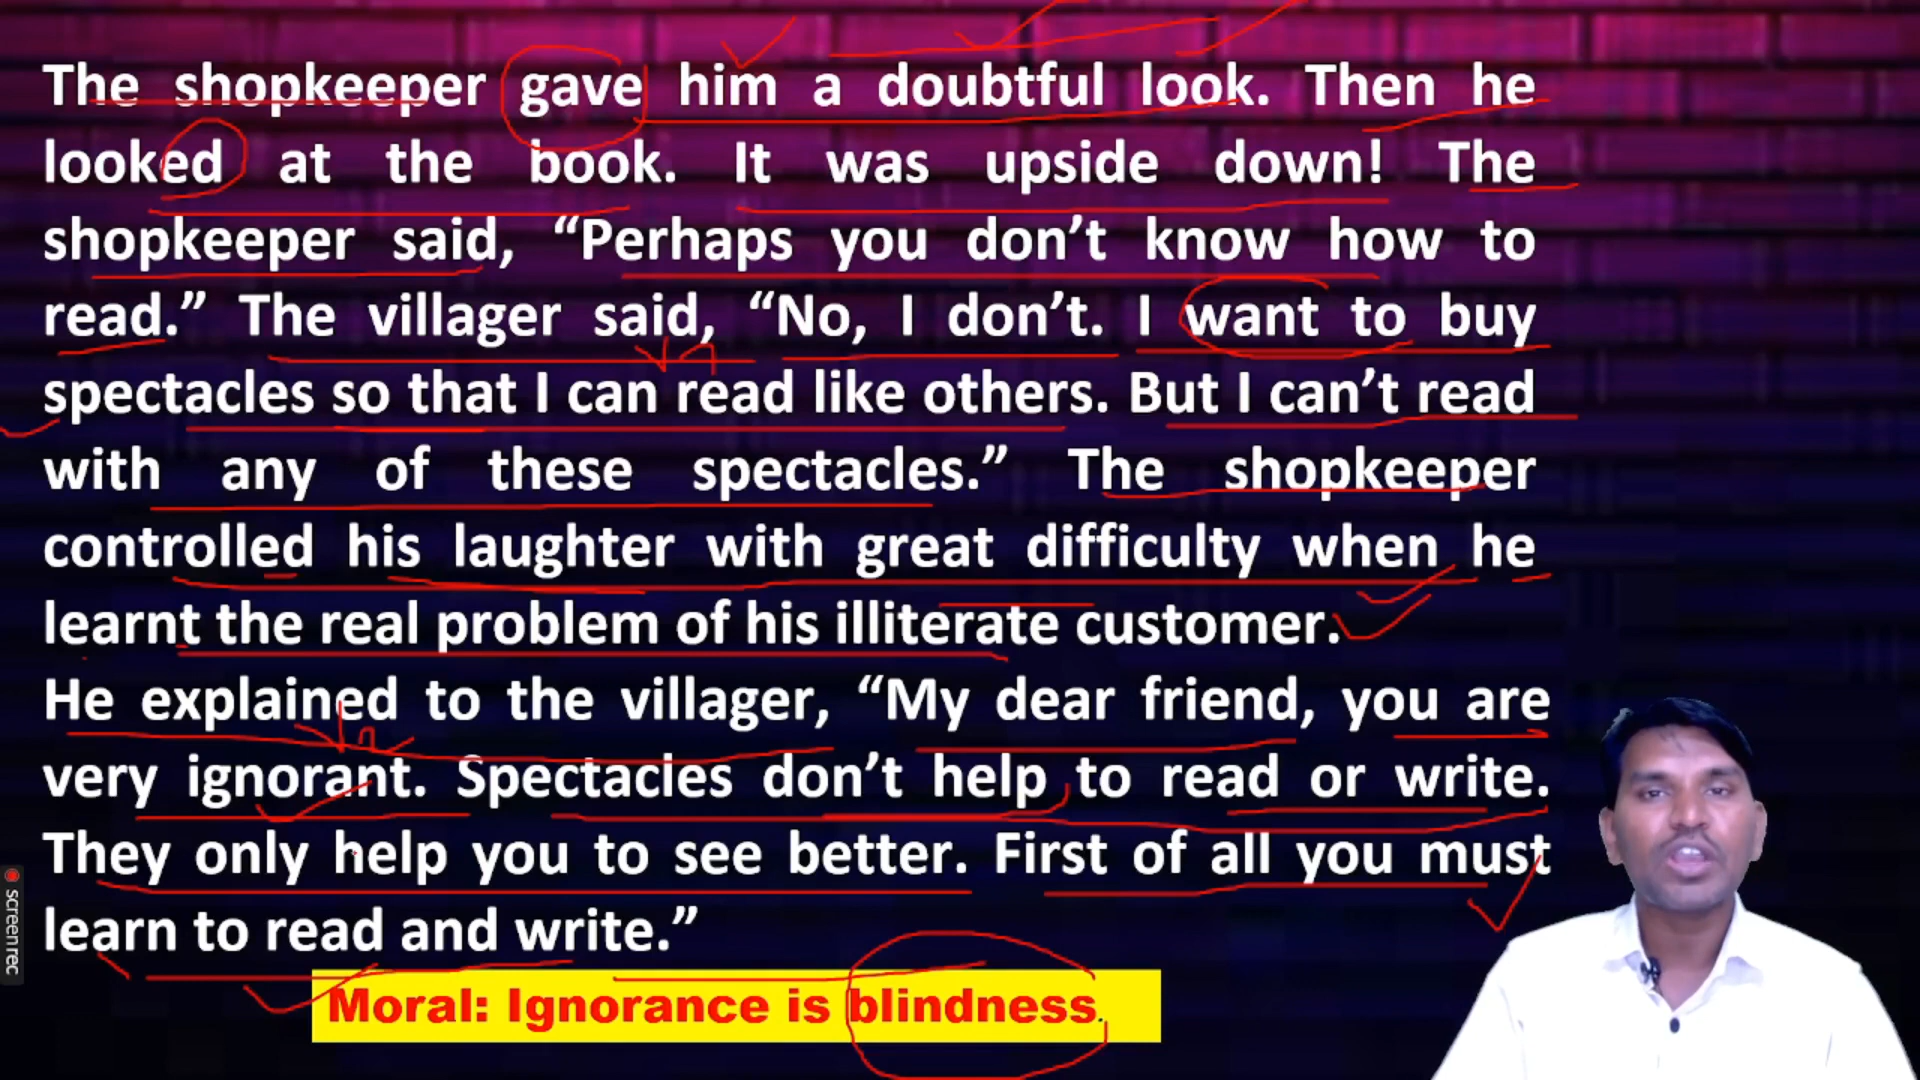 The shopkeeper gave him a doubtful look. Then he
looked at the book. It was upside down! The
shopkeeper said, “Perhaps you don’t know how to
read.” The villager said, “No, I don’t. I want to buy
spectacles so that I can read like others. But I can’t read
with any of these spectacles.” The shopkeeper
controlled his laughter with great difficulty when he
learnt the real problem of his illiterate customer.
He explained to the villager, “My dear friend, you are
very ignorant. Spectacles don’t help to read or write.
They only help you to see better. First of all you must
learn to read and write.”
Moral: Ignorance is blindness.
screenrec